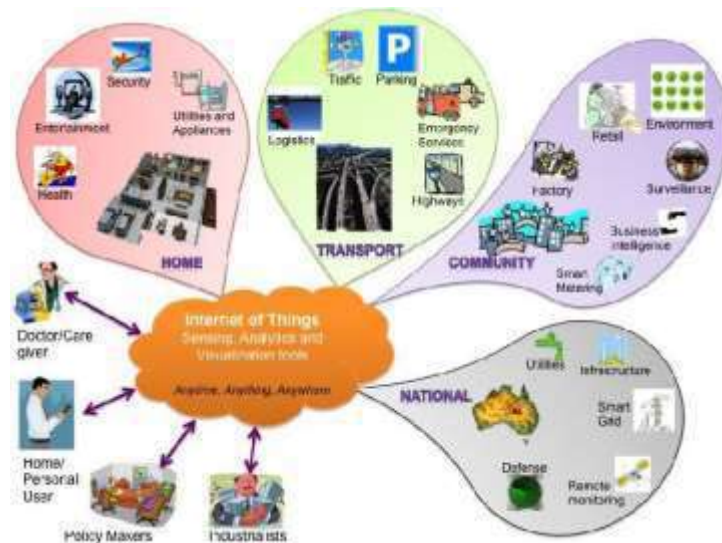 Security
Utilities and
Appliances
Entertainment
Health
HOME
Traffic
P
Parking
Logistics
Emergency
Services
Highways
TRANSPORT
Retail
Environment
Factory
Surveillance
Business
Intelligence
COMMUNITY
Smart
Metering
Internet of Things
Sensing, Analytics and
Visualization tools
Anytime, Anything, Anywhere
Doctor/Care
giver
Home/
Personal
User
Policy Makers
Industrialists
NATIONAL
Utilities
Infrastructure
Smart
Grid
Defense
Remote
monitoring